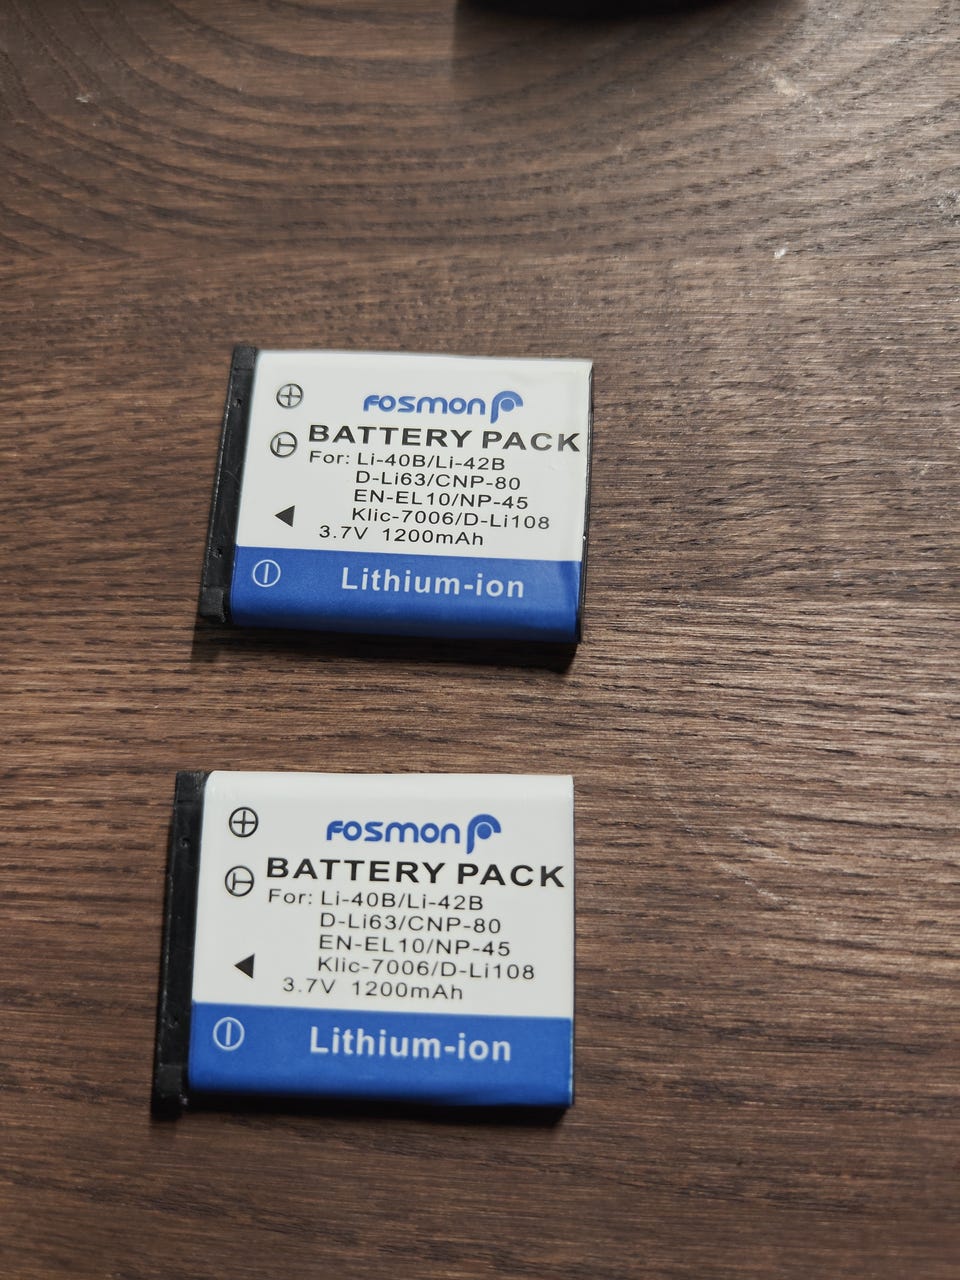 FOSMON
BATTERY PACK
For: Li-40B/Li-42B
D-Li63/CNP-80
EN-EL10/NP-45
Klic-7006/D-Li108
3.7V 1200mAh
Lithium-ion
FOSMON
BATTERY PACK
For: Li-40B/Li-42B
D-Li63/CNP-80
EN-EL10/NP-45
Klic-7006/D-Li108
3.7V 1200mAh
Lithium-ion